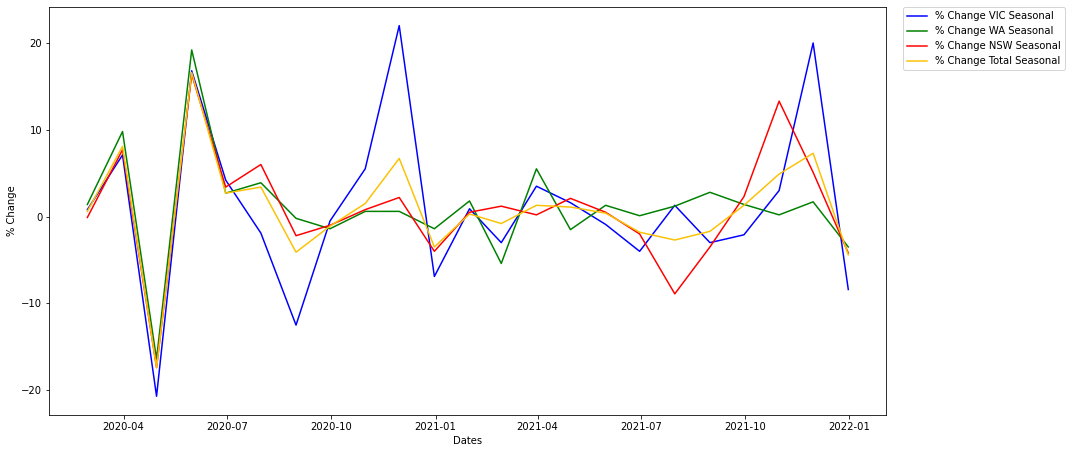 % Change VIC Seasonal
% Change WA Seasonal
% Change NSW Seasonal
% Change Total Seasonal
20
10
0
−10
−20
% Change
2020-04 2020-07 2020-10 2021-01 2021-04 2021-07 2021-10 2022-01
Dates